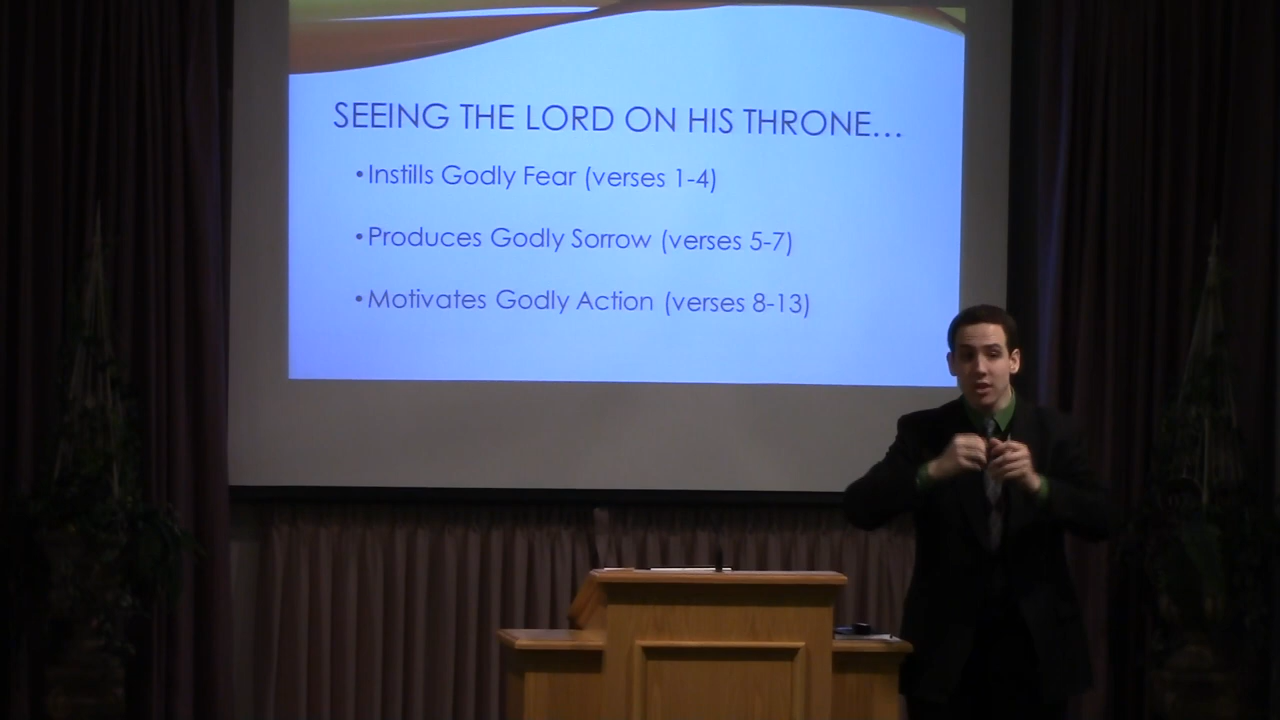 SEEING THE LORD ON HIS THRONE…
•Instills Godly Fear (verses 1-4)
•Produces Godly Sorrow (verses 5-7)
•Motivates Godly Action (verses 8-13)